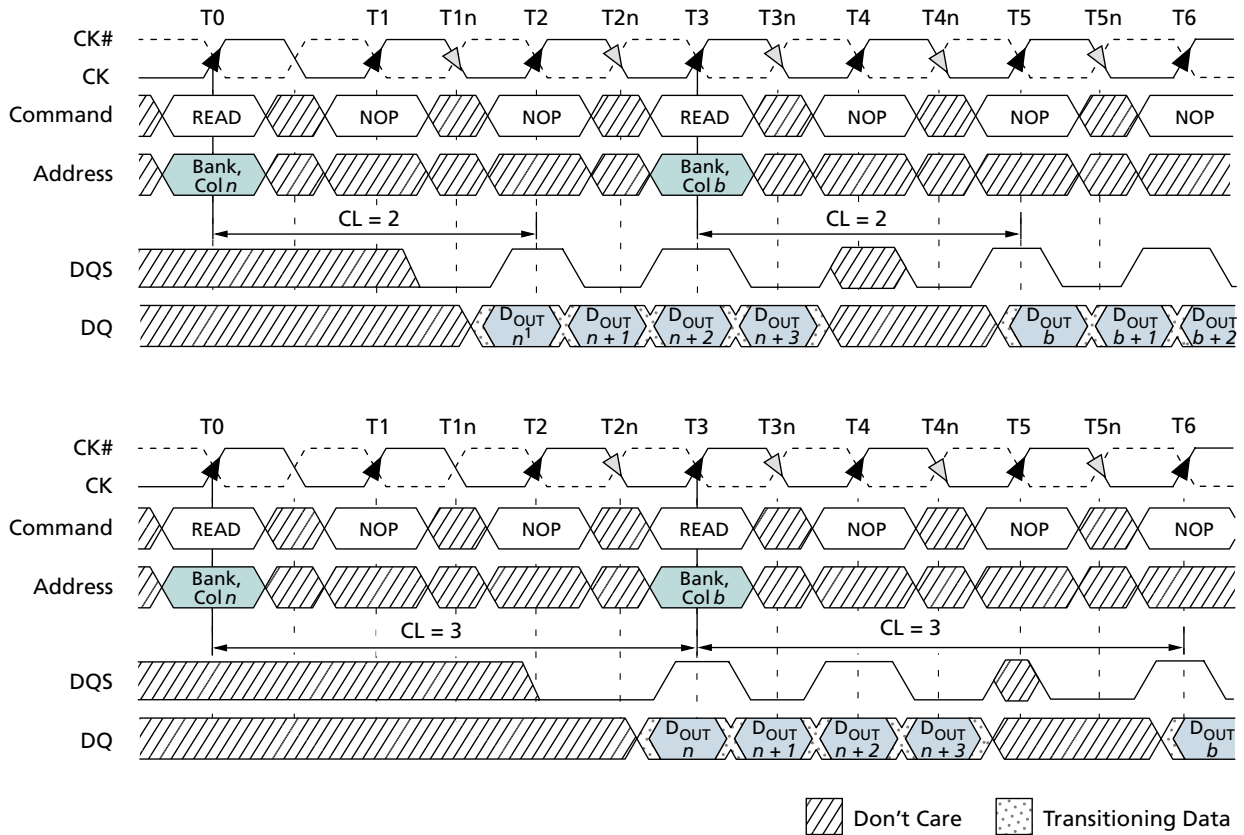 T0 T1 T1n T2 T2n T3 T3n T4 T4n T5 T5n T6
CK#
CK
Command READ NOP NOP READ NOP NOP NOP
Address Bank, Col n Bank, Col b
CL = 2 CL = 2
DQS
DQ DOUT n1 DOUT n + 1 DOUT n + 2 DOUT n + 3 DOUT b DOUT b + 1 DOUT b + 2
T0 T1 T1n T2 T2n T3 T3n T4 T4n T5 T5n T6
CK#
CK
Command READ NOP NOP READ NOP NOP NOP
Address Bank, Col n Bank, Col b
CL = 3 CL = 3
DQS
DQ DOUT n DOUT n + 1 DOUT n + 2 DOUT n + 3 DOUT b
Don't Care Transitioning Data